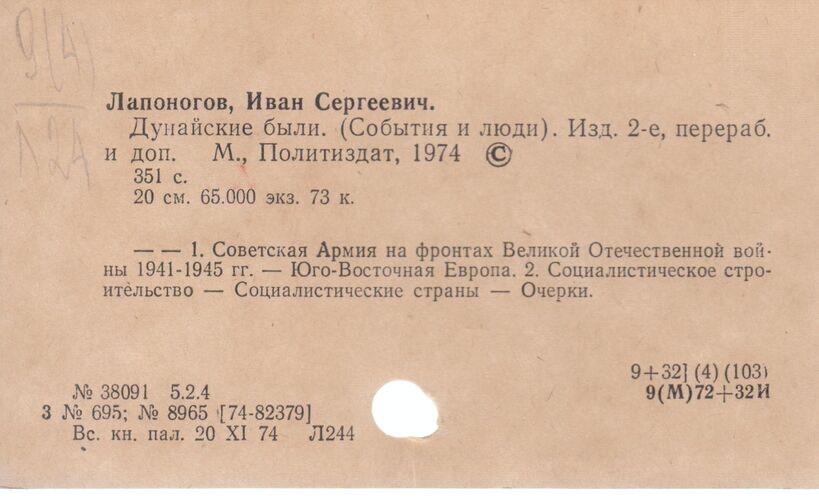 9(4)
Л24
Лапоногов, Иван Сергеевич.
Дунайские были. (События и люди). Изд. 2-е, перераб.
и доп. М., Политиздат, 1974 ©
351 с.
20 см. 65.000 экз. 73 к.
— — 1. Советская Армия на фронтах Великой Отечественной вой-
ны 1941-1945 гг. — Юго-Восточная Европа. 2. Социалистическое стро-
ительство — Социалистические страны — Очерки.
9+32] (4) (103)
9(М)72+32И
№ 38091 5.2.4
3 № 695; № 8965 [74-82379]
Вс. кн. пал. 20 XI 74 Л244